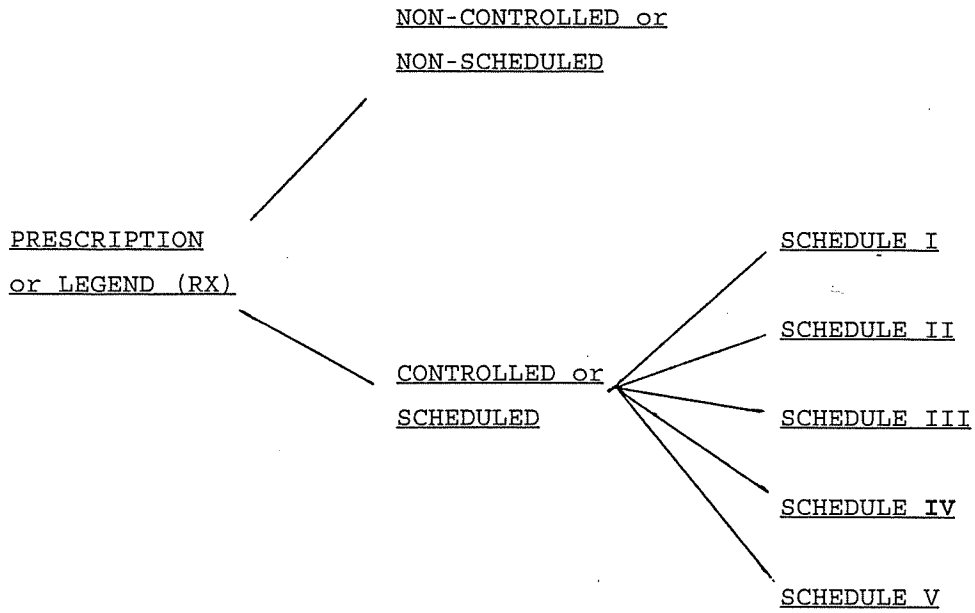 NON-CONTROLLED or
NON-SCHEDULED
PRESCRIPTION
or LEGEND (RX)
CONTROLLED or
SCHEDULED
SCHEDULE I
SCHEDULE II
SCHEDULE III
SCHEDULE IV
SCHEDULE V